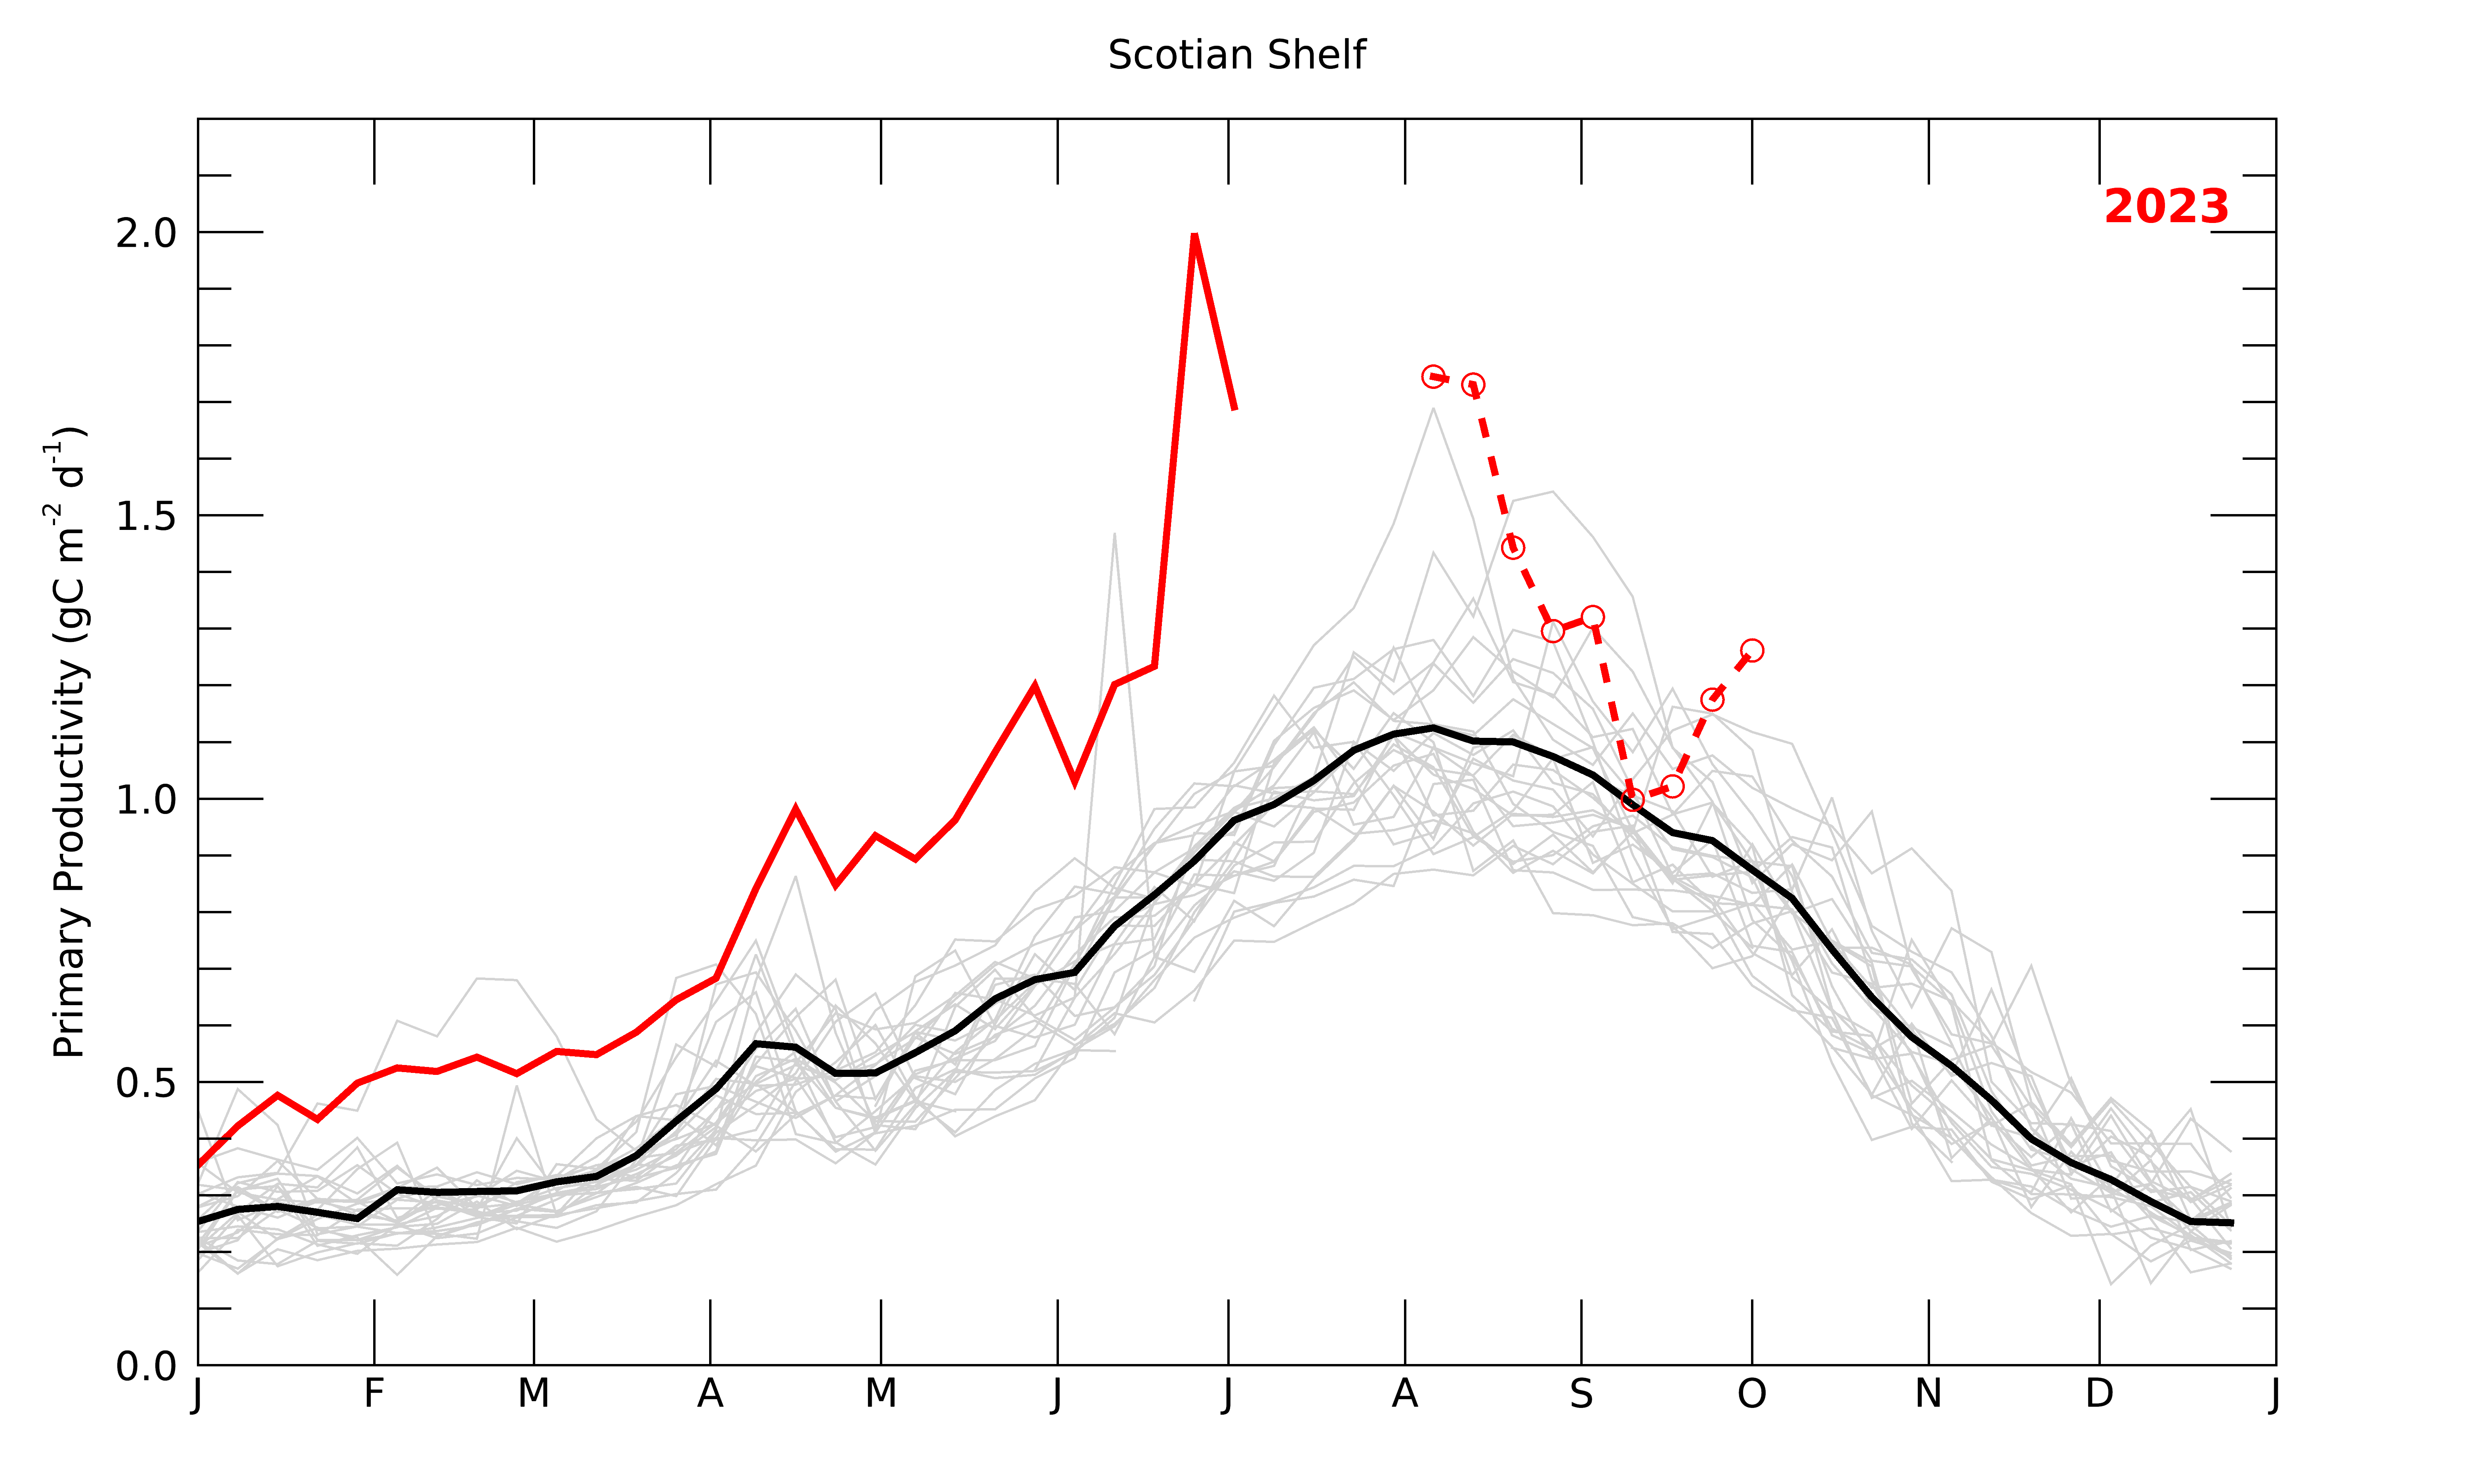 Scotian Shelf
2023
Primary Productivity (gC m⁻² d⁻¹)
2.0
1.5
1.0
0.5
0.0
J F M A M J J A S O N D J